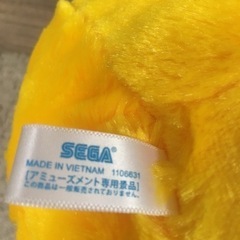 SEGA
MADE IN VIETNAM 1106631
[アミューズメント専用景品]
この商品は一般販売されておりません。